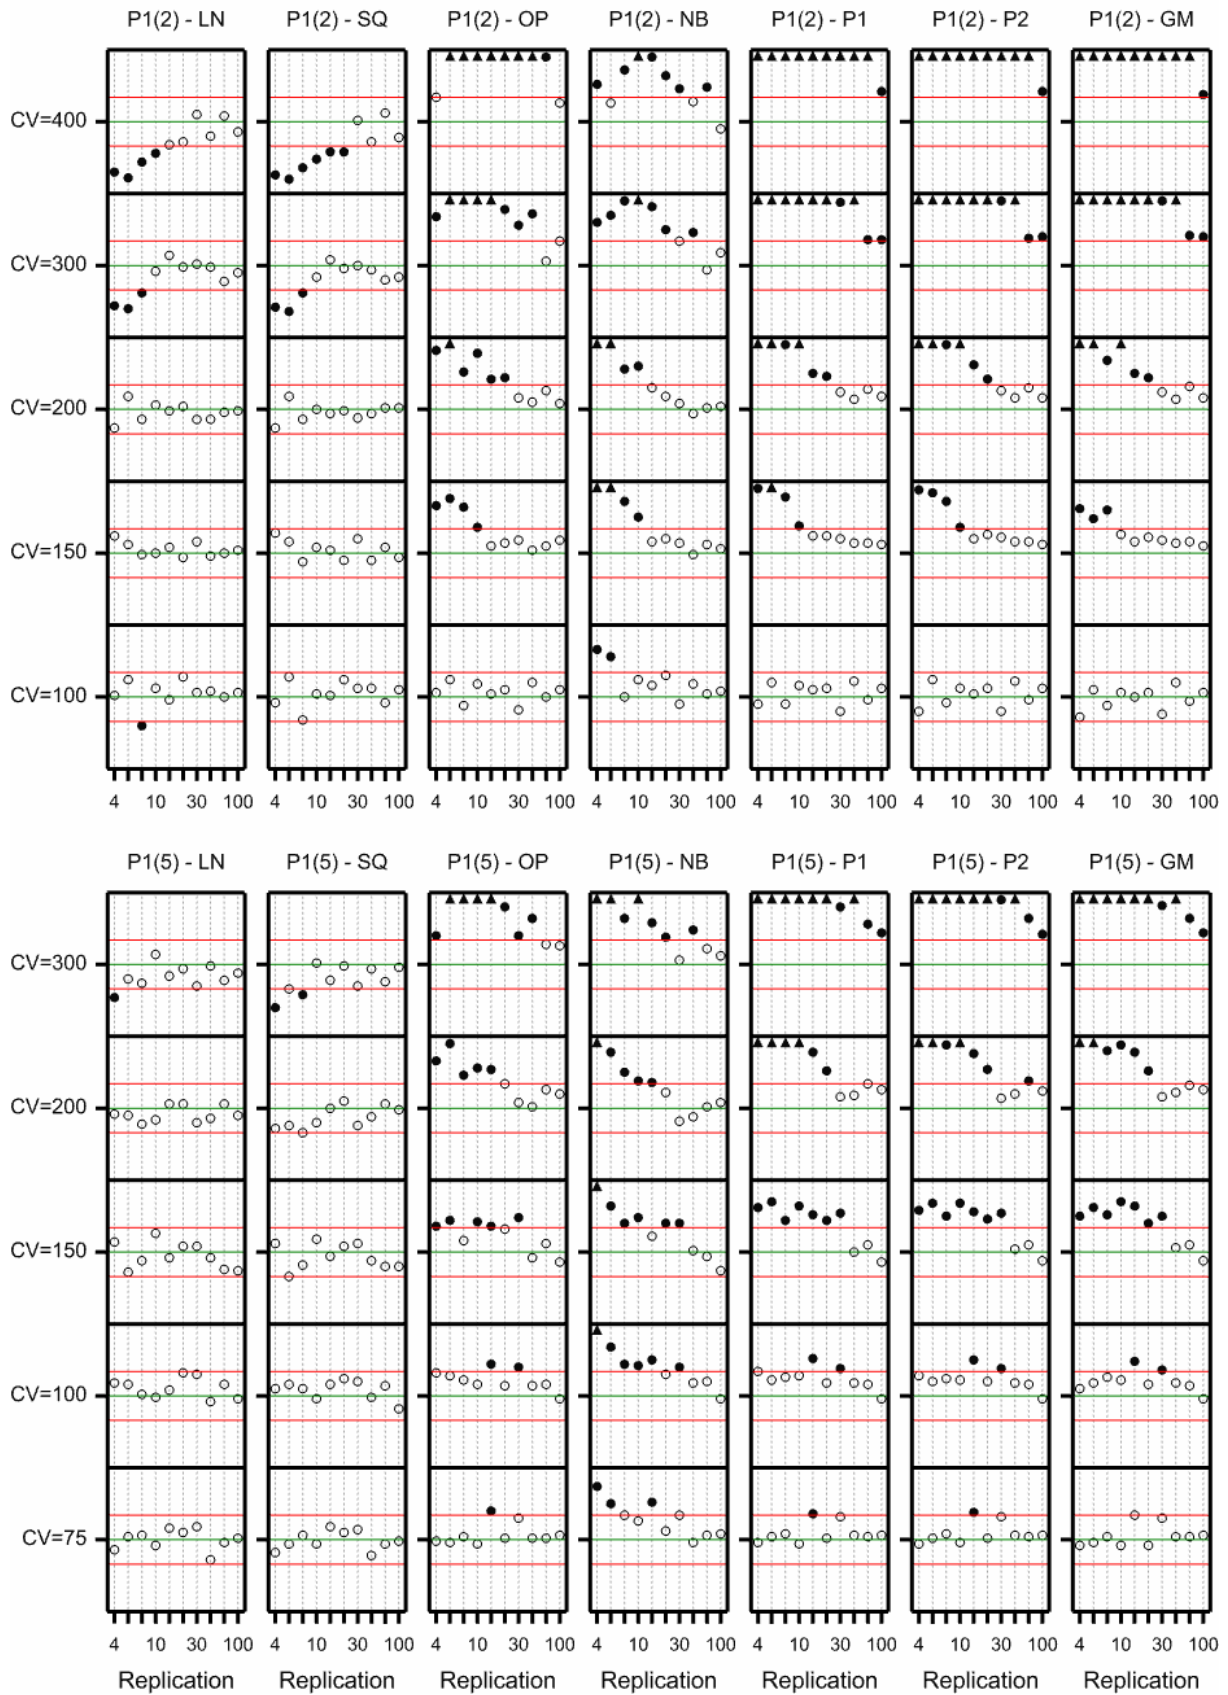 P1(2) - LN P1(2) - SQ P1(2) - OP P1(2) - NB P1(2) - P1 P1(2) - P2 P1(2) - GM
CV=400
CV=300
CV=200
CV=150
CV=100
4 10 30 100 4 10 30 100 4 10 30 100 4 10 30 100 4 10 30 100 4 10 30 100 4 10 30 100
P1(5) - LN P1(5) - SQ P1(5) - OP P1(5) - NB P1(5) - P1 P1(5) - P2 P1(5) - GM
CV=300
CV=200
CV=150
CV=100
CV=75
4 10 30 100 4 10 30 100 4 10 30 100 4 10 30 100 4 10 30 100 4 10 30 100 4 10 30 100
Replication Replication Replication Replication Replication Replication Replication